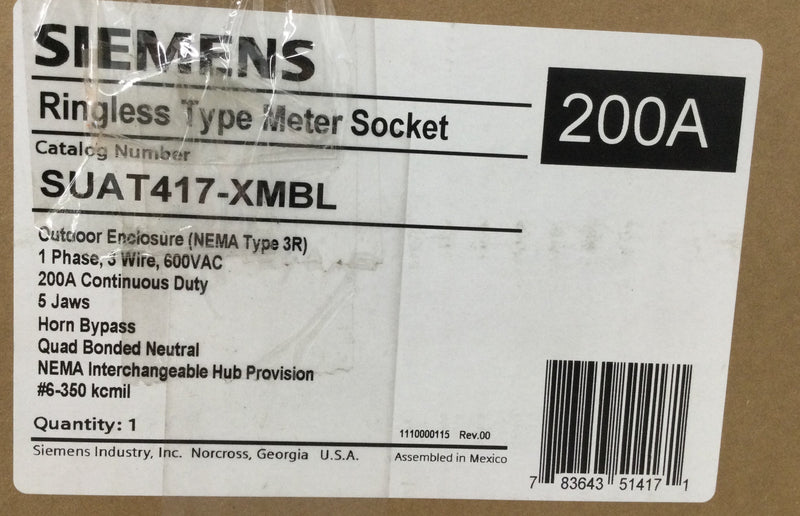 SIEMENS
Ringless Type Meter Socket
200A
Catalog Number
SUAT417-XMBL
Outdoor Enclosure (NEMA Type 3R)
1 Phase, 3 Wire, 600VAC
200A Continuous Duty
5 Jaws
Horn Bypass
Quad Bonded Neutral
NEMA Interchangeable Hub Provision
#6-350 kcmil
Quantity: 1
1110000115 Rev.00
Siemens Industry, Inc. Norcross, Georgia U.S.A.
Assembled in Mexico
7 83643 51417 1